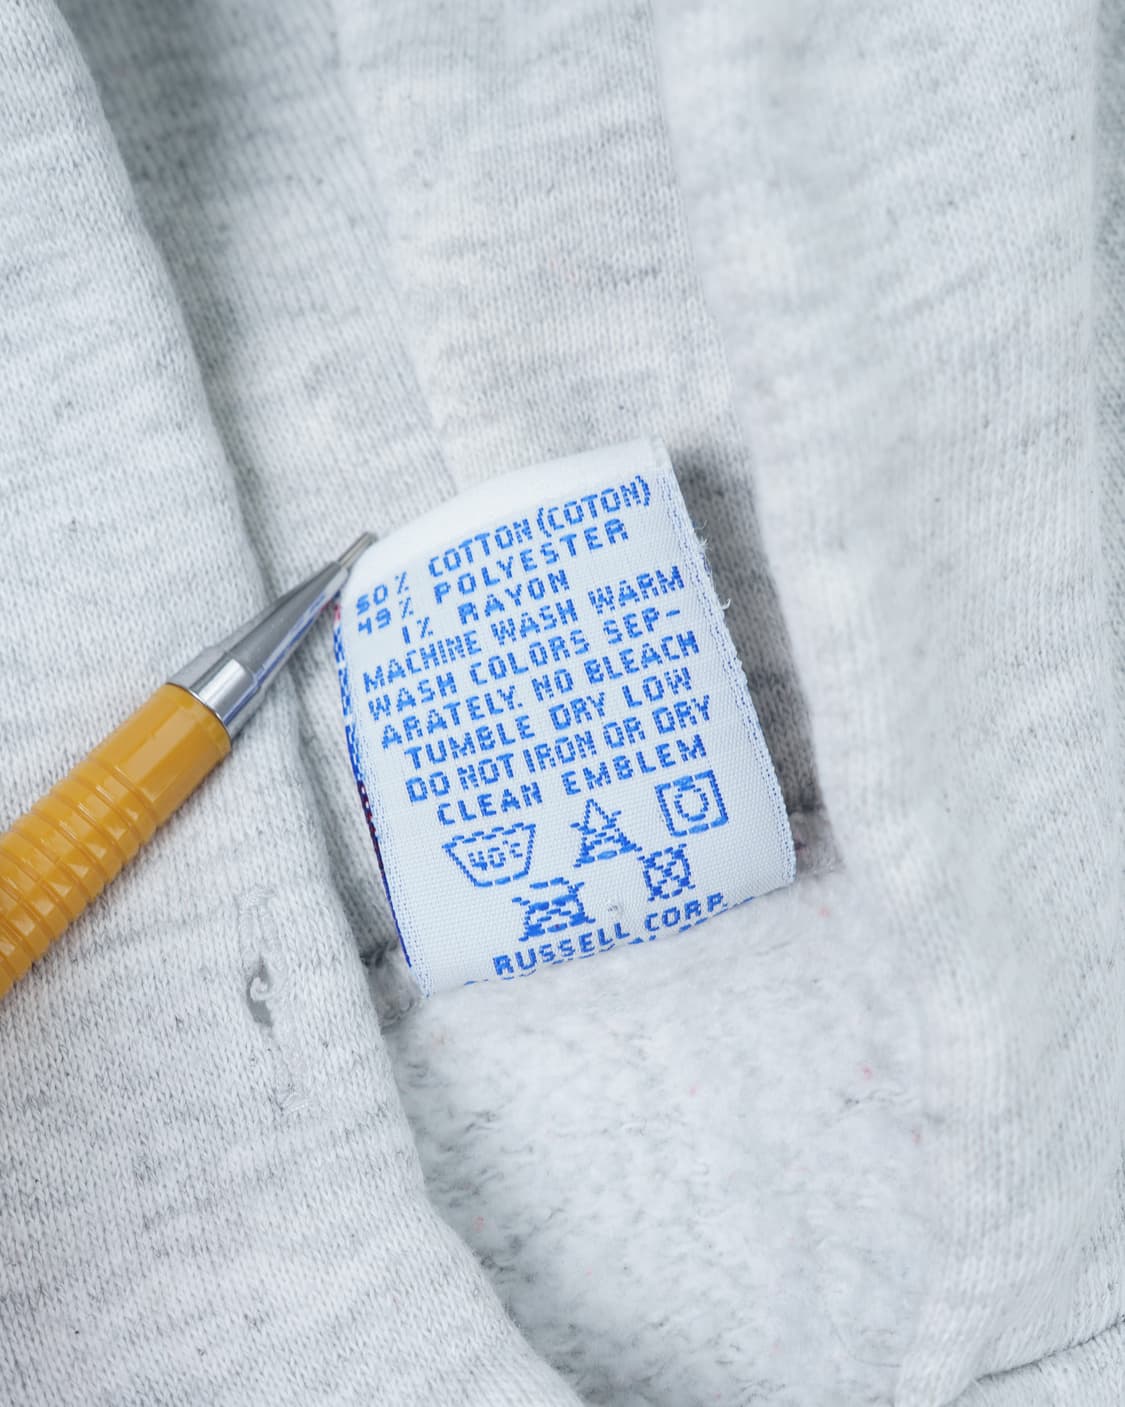 50% COTTON (COTON)
49% POLYESTER
1% RAYON
MACHINE WASH WARM
WASH COLORS SEP-
ARATELY. NO BLEACH
TUMBLE DRY LOW
DO NOT IRON OR DRY
CLEAN EMBLEM
40°C
RUSSELL CORP.